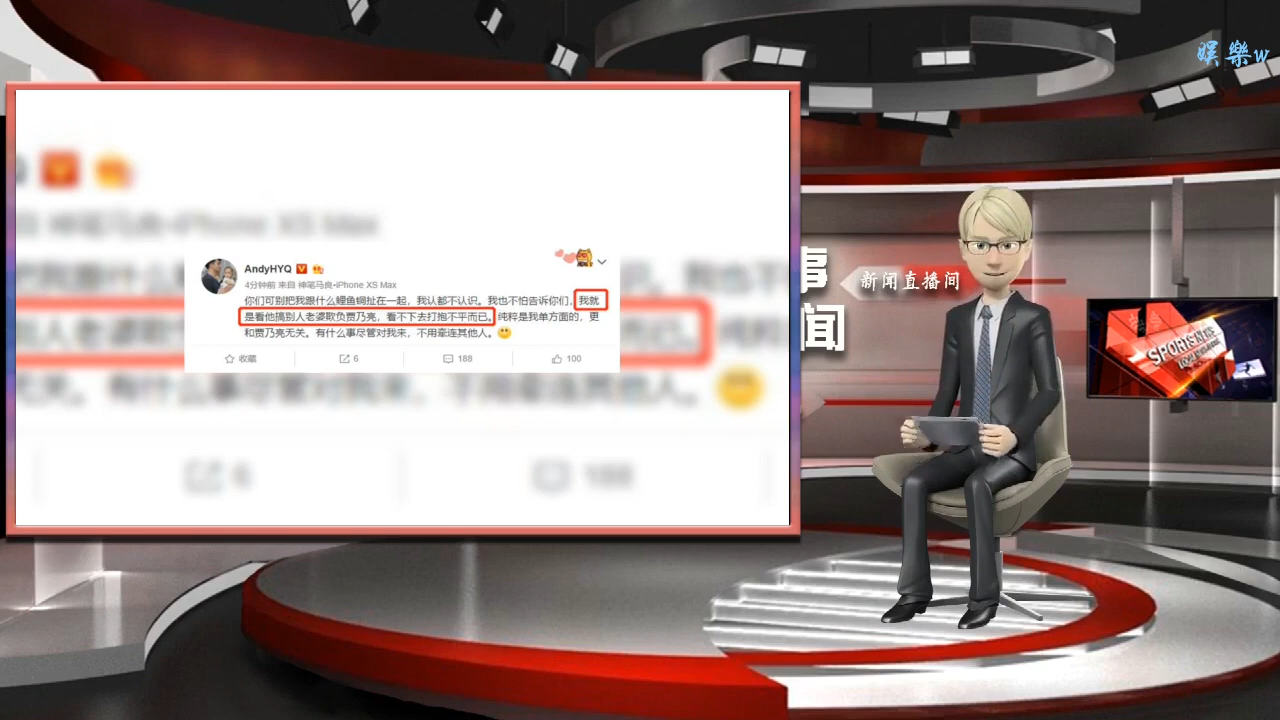 娱樂w
AndyHYQ
4分钟前 来自 神笔马良·iPhone XS Max
你们可别把我跟什么鲤鱼蝴扯在一起，我认都不认识。我也不怕告诉你们，我就
是看他搞别人老婆欺负贾乃亮，看不下去打抱不平而已。纯粹是我单方面的，更
和贾乃亮无关。有什么事尽管对我来，不用牵连其他人。
收藏
6
188
100
新闻直播间
闻
SPORTS